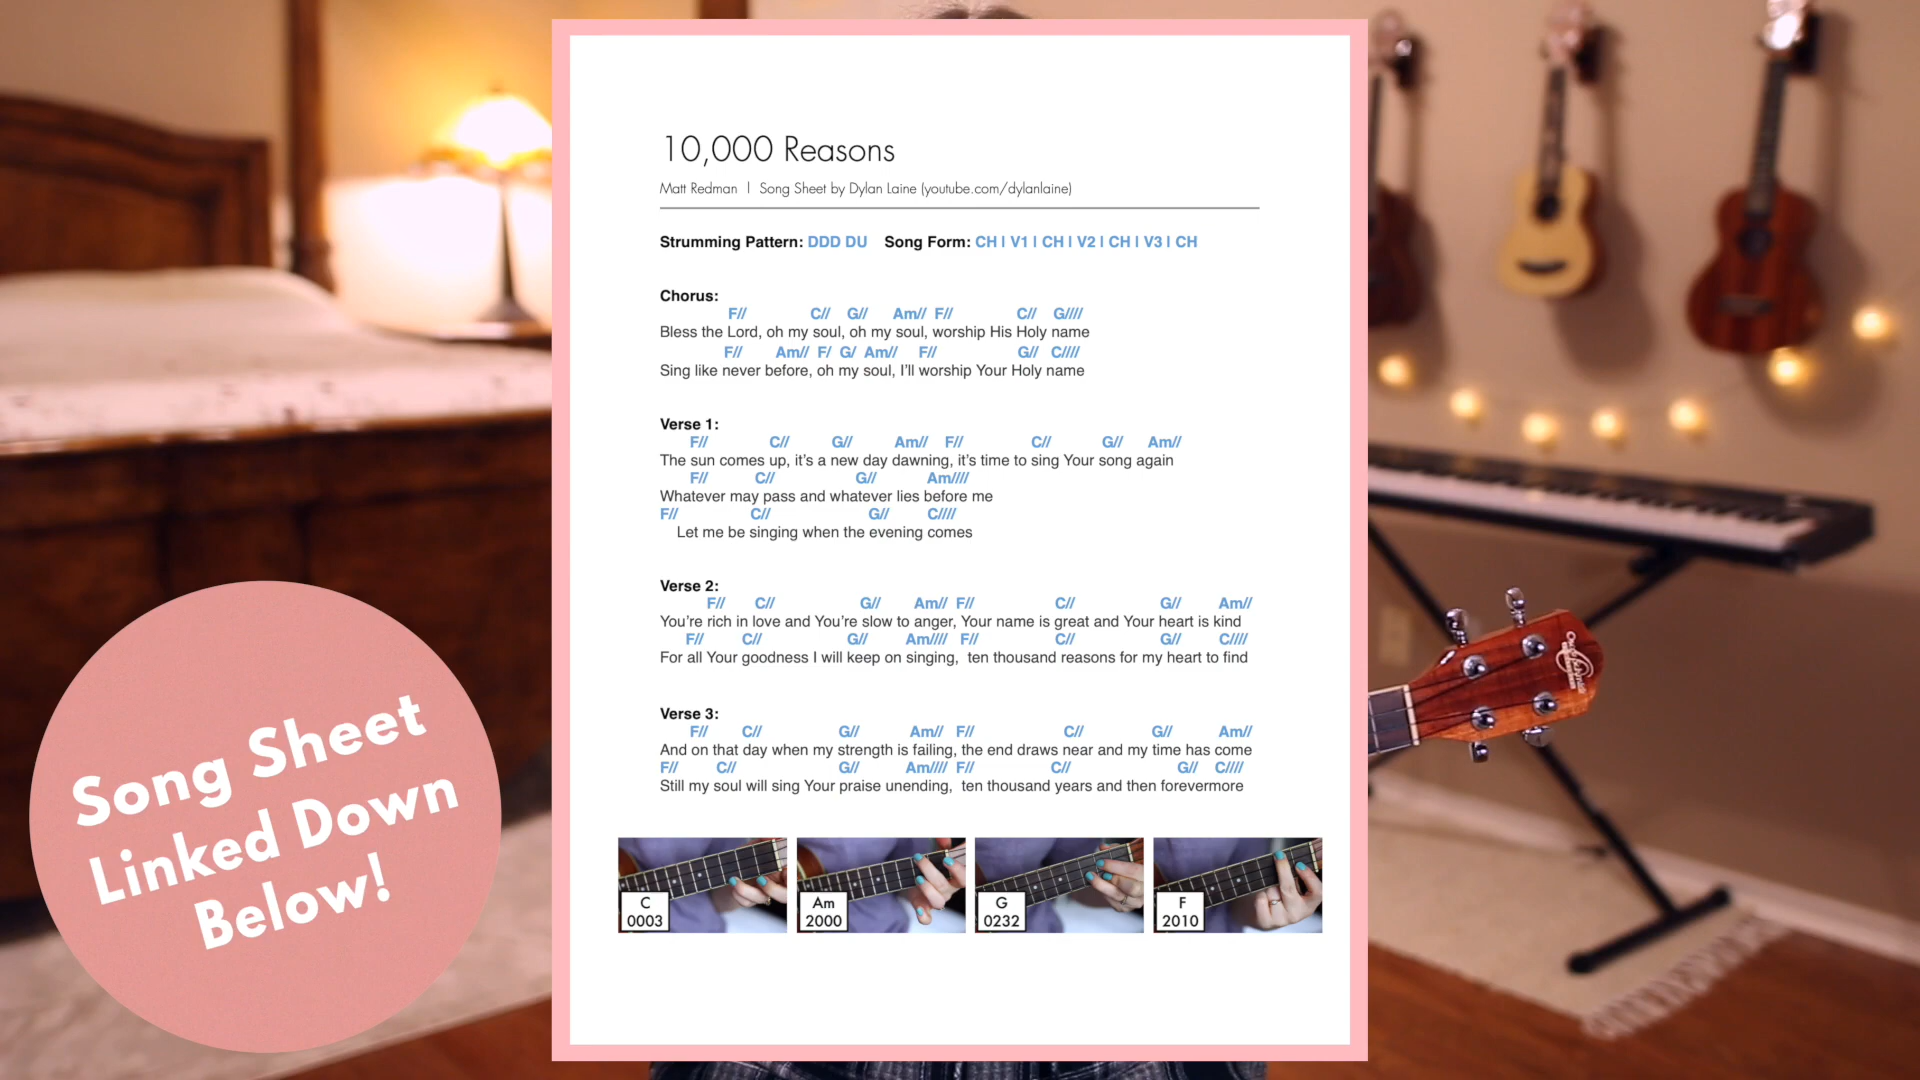 10,000 Reasons
Matt Redman | Song Sheet by Dylan Laine (youtube.com/dylanlaine)
Strumming Pattern: DDD DU Song Form: CH | V1 | CH | V2 | CH | V3 | CH
Chorus:
F// C// G// Am// F// C// G////
Bless the Lord, oh my soul, oh my soul, worship His Holy name
F// Am// F/ G/ Am// F// G// C////
Sing like never before, oh my soul, I'll worship Your Holy name
Verse 1:
F// C// G// Am// F// C// G// Am//
The sun comes up, it's a new day dawning, it's time to sing Your song again
F// C// G// Am////
Whatever may pass and whatever lies before me
F// C// G// C////
Let me be singing when the evening comes
Verse 2:
F// C// G// Am// F// C// G// Am//
You're rich in love and You're slow to anger, Your name is great and Your heart is kind
F// C// G// Am//// F// C// G// C////
For all Your goodness I will keep on singing, ten thousand reasons for my heart to find
Verse 3:
F// C// G// Am// F// C// G// Am//
And on that day when my strength is failing, the end draws near and my time has come
F// C// G// Am//// F// C// G// C////
Still my soul will sing Your praise unending, ten thousand years and then forevermore
C
0003
Am
2000
G
0232
F
2010
Song Sheet
Linked Down
Below!